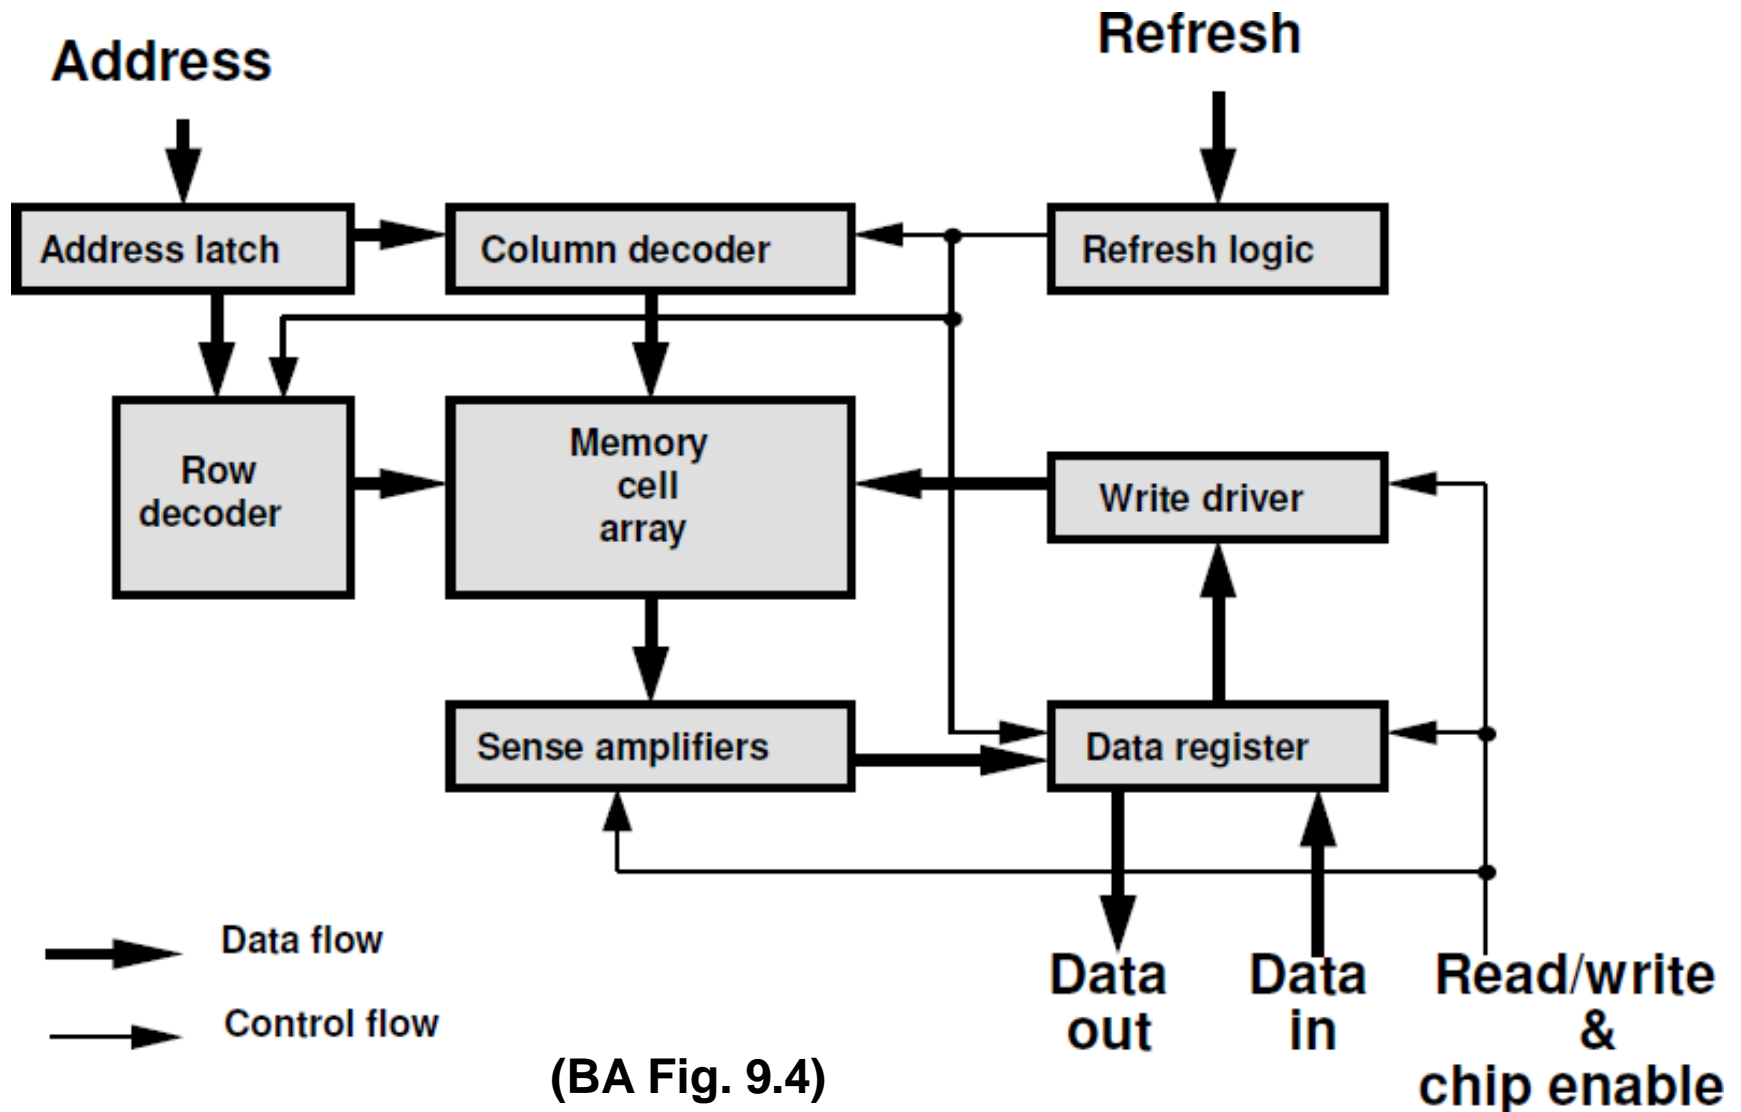 Address
Refresh
Address latch
Column decoder
Refresh logic
Row
decoder
Memory
cell
array
Write driver
Sense amplifiers
Data register
Data flow
Control flow
Data
out
Data
in
Read/write
&
chip enable
(BA Fig. 9.4)